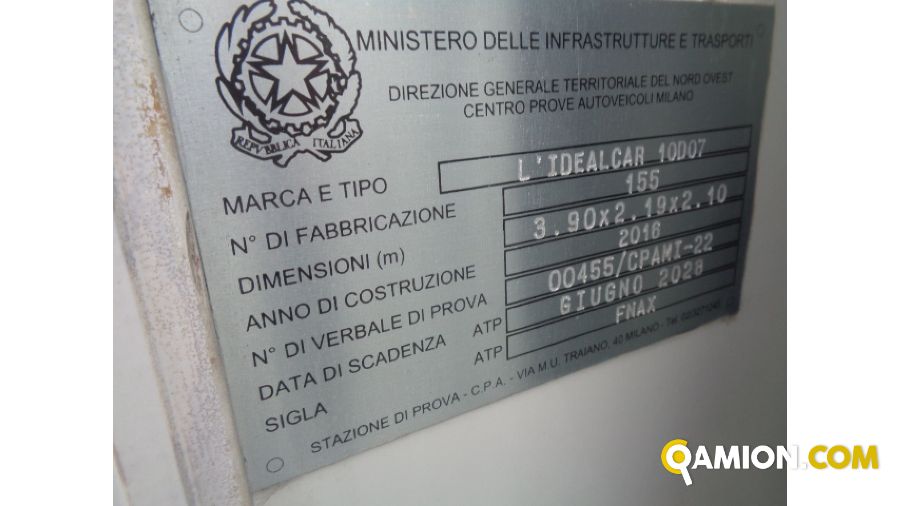 REPVBBLICA ITALIANA
MINISTERO DELLE INFRASTRUTTURE E TRASPORTI
DIREZIONE GENERALE TERRITORIALE DEL NORD OVEST
CENTRO PROVE AUTOVEICOLI MILANO
MARCA E TIPO L'IDEALCAR 10D07
N° DI FABBRICAZIONE 155
DIMENSIONI (m) 3.90x2.19x2.10
ANNO DI COSTRUZIONE 2016
N° DI VERBALE DI PROVA 00455/CPAMI-22
DATA DI SCADENZA ATP GIUGNO 2028
SIGLA ATP FNAX
STAZIONE DI PROVA - C.P.A. - VIA M.U. TRAIANO, 40 MILANO - Tel.
QAMION.COM